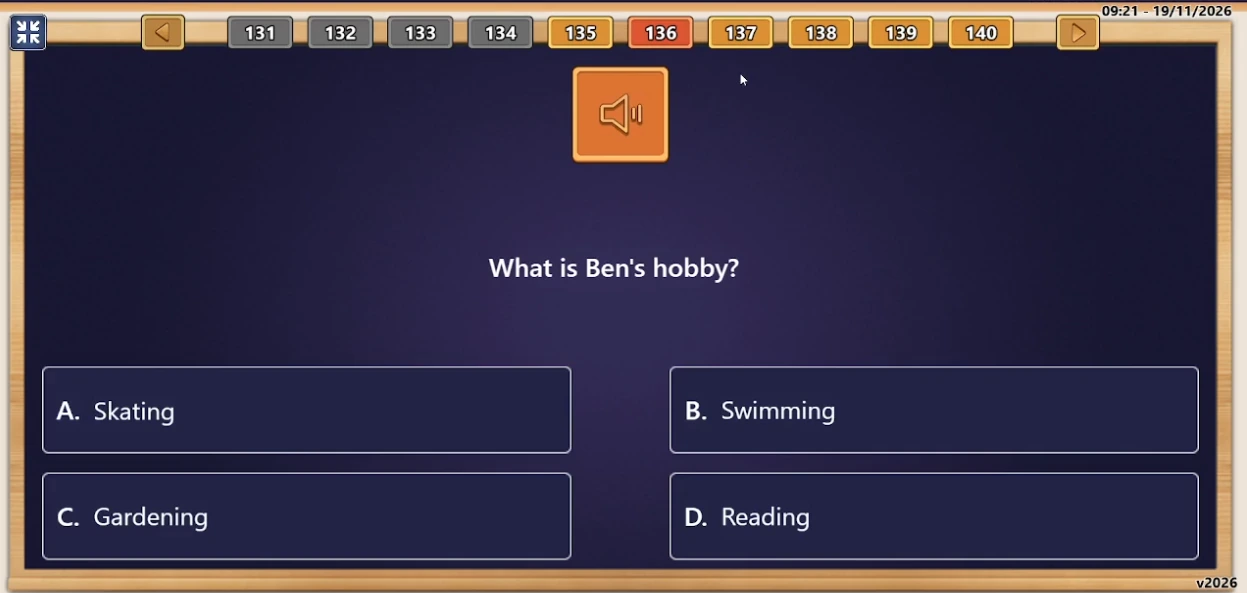 09:21 - 19/11/2026
131 132 133 134 135 136 137 138 139 140
What is Ben's hobby?
A. Skating
B. Swimming
C. Gardening
D. Reading
v2026